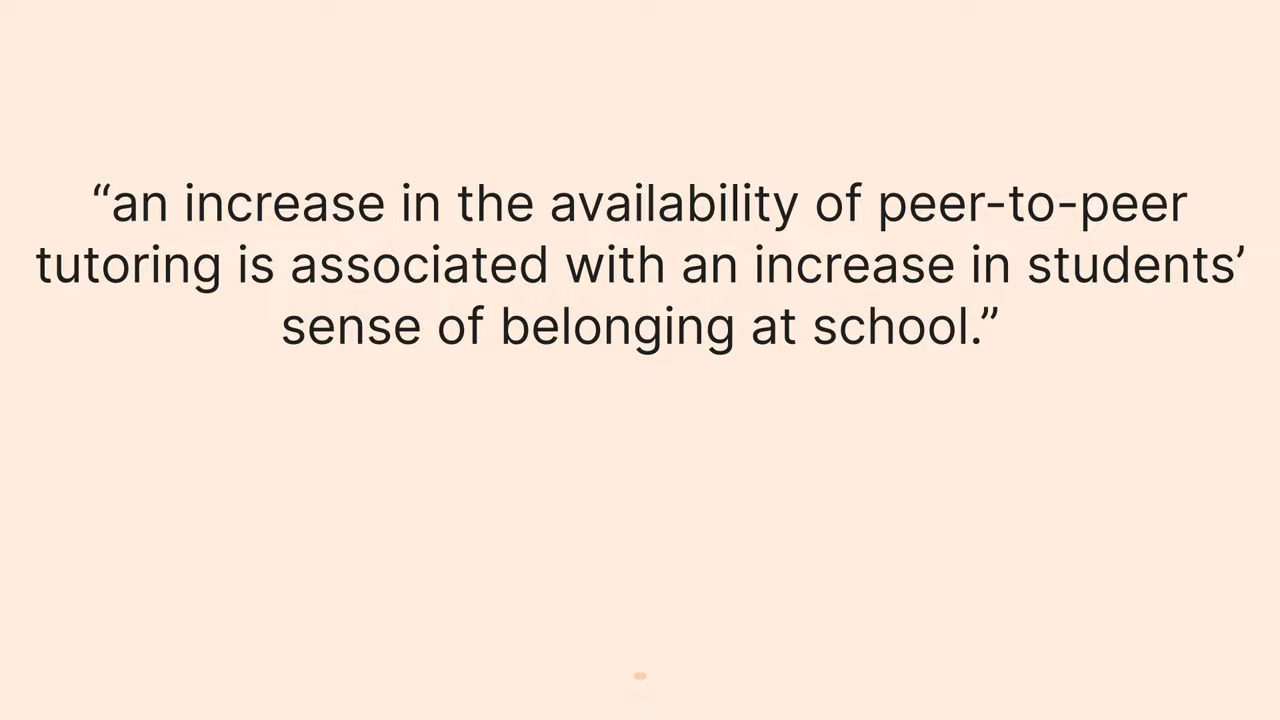 “an increase in the availability of peer-to-peer
tutoring is associated with an increase in students’
sense of belonging at school.”